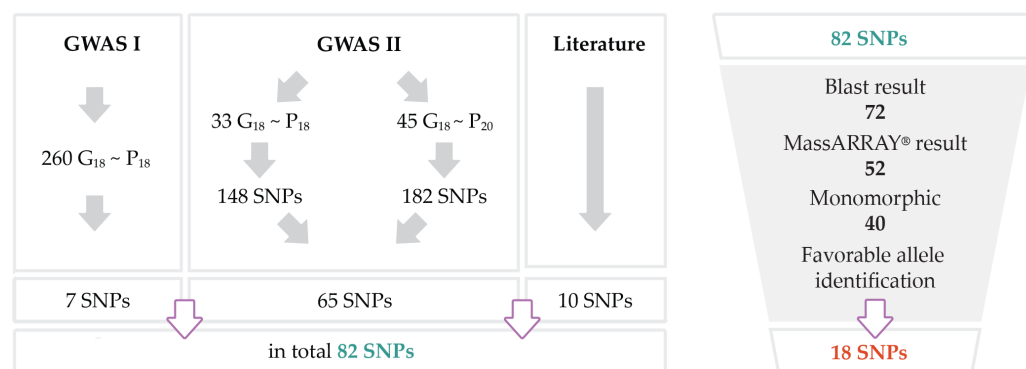 GWAS I
260 G₁₈ ~ P₁₈
7 SNPs
GWAS II
33 G₁₈ ~ P₁₈
45 G₁₈ ~ P₂₀
148 SNPs
182 SNPs
65 SNPs
Literature
10 SNPs
in total 82 SNPs
82 SNPs
Blast result
72
MassARRAY® result
52
Monomorphic
40
Favorable allele
identification
18 SNPs